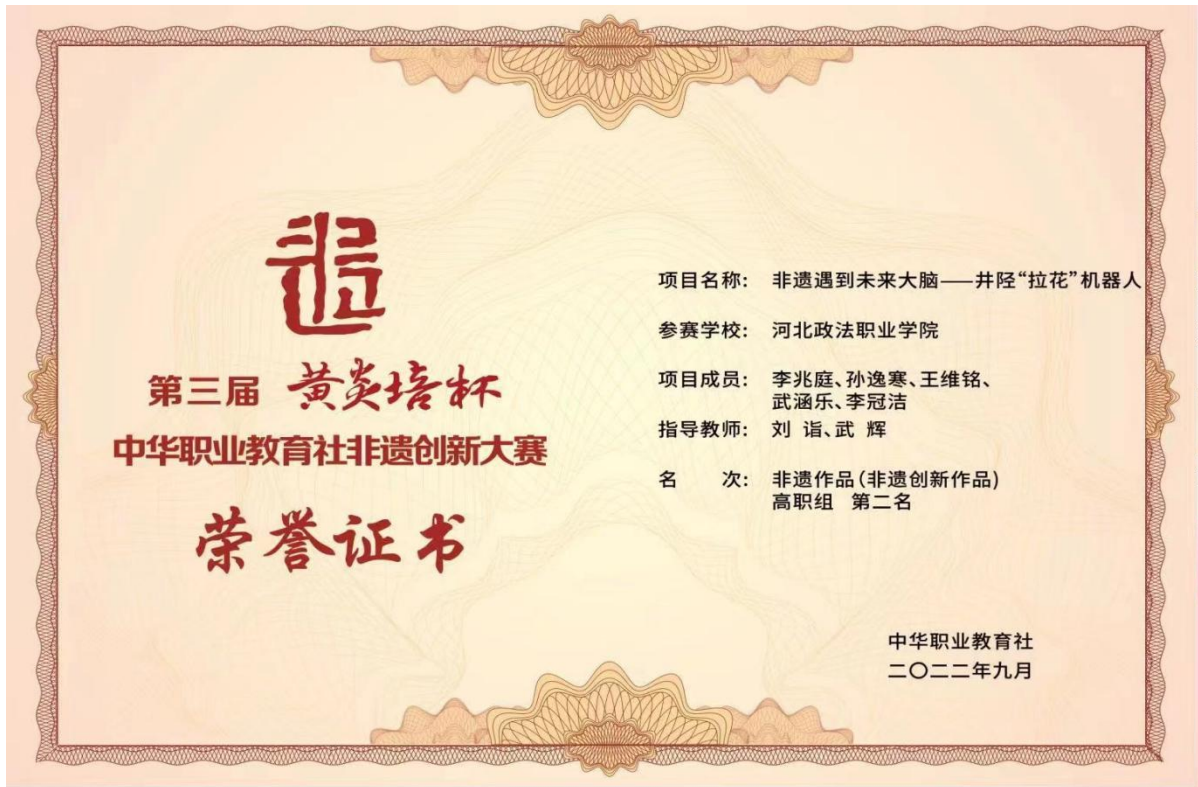 非遗
第三届 黄炎培杯
中华职业教育社非遗创新大赛
荣誉证书
项目名称: 非遗遇到未来大脑——井陉“拉花”机器人
参赛学校: 河北政法职业学院
项目成员: 李兆庭、孙逸寒、王维铭、
武涵乐、李冠洁
指导教师: 刘 诣、武 辉
名 次: 非遗作品(非遗创新作品)
高职组 第二名
中华职业教育社
二〇二二年九月